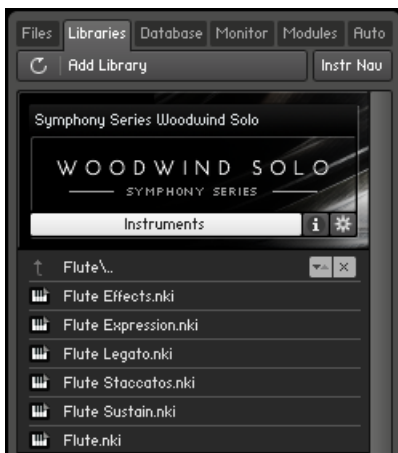 Files Libraries Database Monitor Modules Auto
Add Library Instr Nav
Symphony Series Woodwind Solo
WOODWIND SOLO
SYMPHONY SERIES
Instruments i
Flute\..
Flute Effects.nki
Flute Expression.nki
Flute Legato.nki
Flute Staccatos.nki
Flute Sustain.nki
Flute.nki